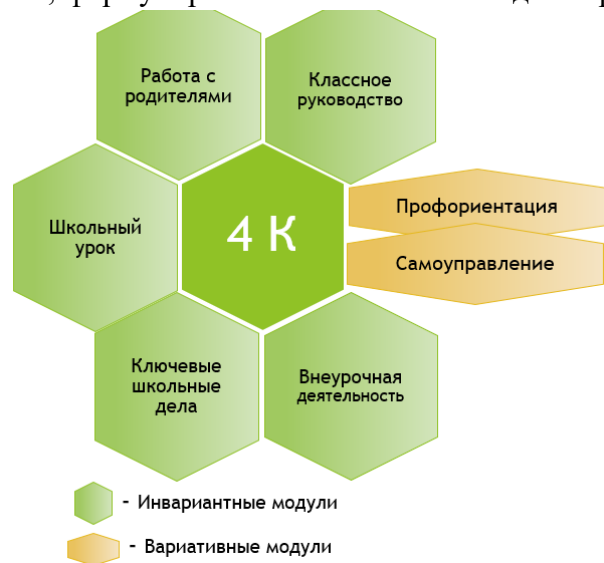 Работа с
родителями
Классное
руководство
Школьный
урок
4 К
Профориентация
Самоуправление
Ключевые
школьные
дела
Внеурочная
деятельность
- Инвариантные модули
- Вариативные модули